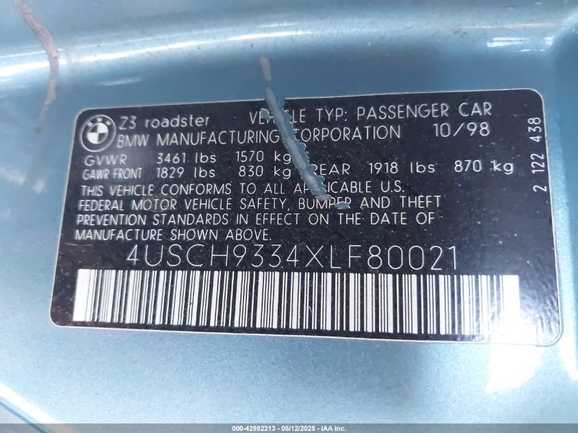 BMW
Z3 roadster VEHICLE TYP: PASSENGER CAR
BMW MANUFACTURING CORPORATION 10/98
GVWR 3461 lbs 1570 kg
GAWR FRONT 1829 lbs 830 kg REAR 1918 lbs 870 kg
THIS VEHICLE CONFORMS TO ALL APPLICABLE U.S.
FEDERAL MOTOR VEHICLE SAFETY, BUMPER AND THEFT
PREVENTION STANDARDS IN EFFECT ON THE DATE OF
MANUFACTURE SHOWN ABOVE.
4USCH9334XLF80021
2 122 438
000-42982213 - 08/12/2025 - IAA Inc.